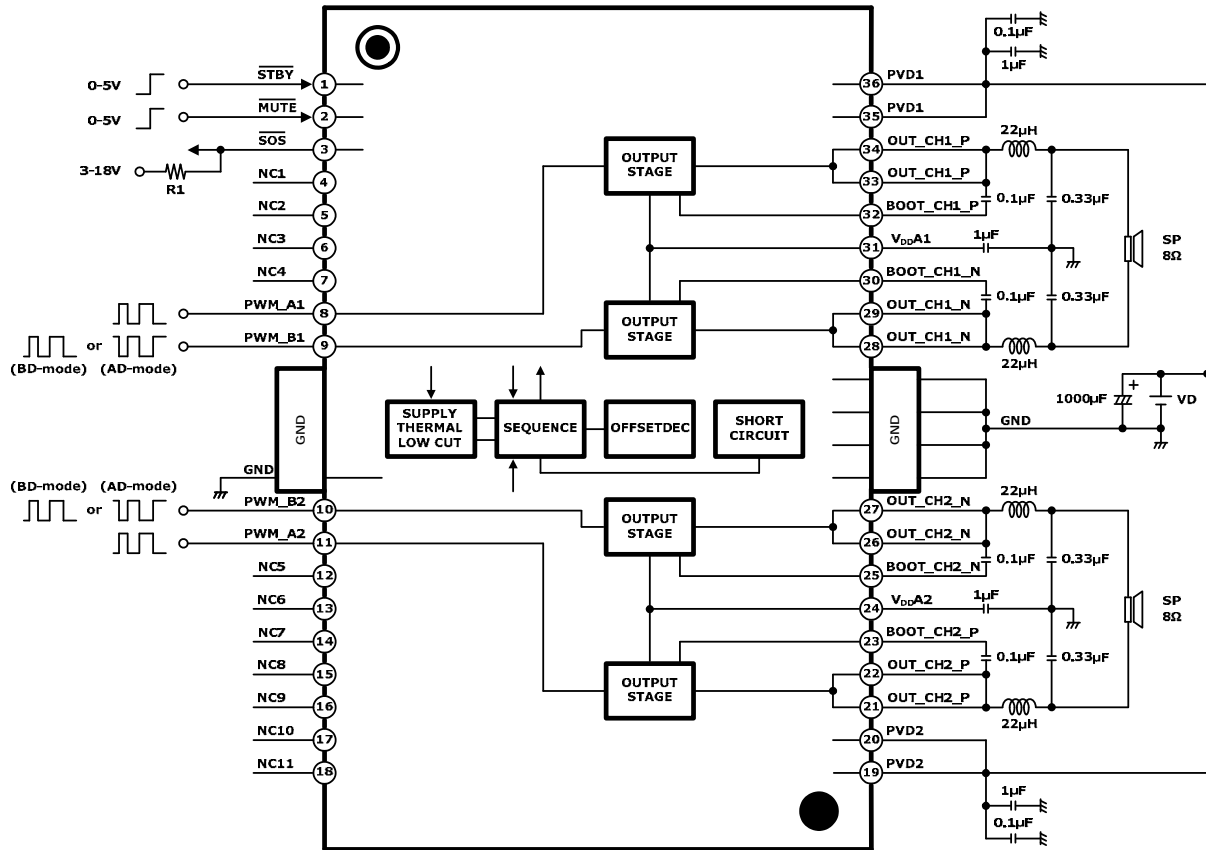 0.1µF
1µF
0-5V
STBY
1
36
PVD1
0-5V
MUTE
2
35
PVD1
SOS
3
3-18V
R1
OUTPUT
STAGE
34
OUT_CH1_P
22µH
NC1
4
33
OUT_CH1_P
0.1µF
0.33µF
NC2
5
32
BOOT_CH1_P
NC3
6
31
VDDA1
1µF
SP
8Ω
NC4
7
30
BOOT_CH1_N
0.1µF
0.33µF
PWM_A1
8
OUTPUT
STAGE
29
OUT_CH1_N
or
PWM_B1
9
28
OUT_CH1_N
22µH
(BD-mode)
(AD-mode)
GND
SUPPLY
THERMAL
LOW CUT
SEQUENCE
OFFSETDEC
SHORT
CIRCUIT
GND
GND
1000µF
+
VD
GND
(BD-mode)
(AD-mode)
or
PWM_B2
10
OUTPUT
STAGE
27
OUT_CH2_N
22µH
PWM_A2
11
26
OUT_CH2_N
0.1µF
0.33µF
NC5
12
25
BOOT_CH2_N
NC6
13
24
VDDA2
1µF
SP
8Ω
NC7
14
23
BOOT_CH2_P
0.1µF
0.33µF
NC8
15
OUTPUT
STAGE
22
OUT_CH2_P
NC9
16
21
OUT_CH2_P
22µH
NC10
17
20
PVD2
NC11
18
19
PVD2
1µF
0.1µF